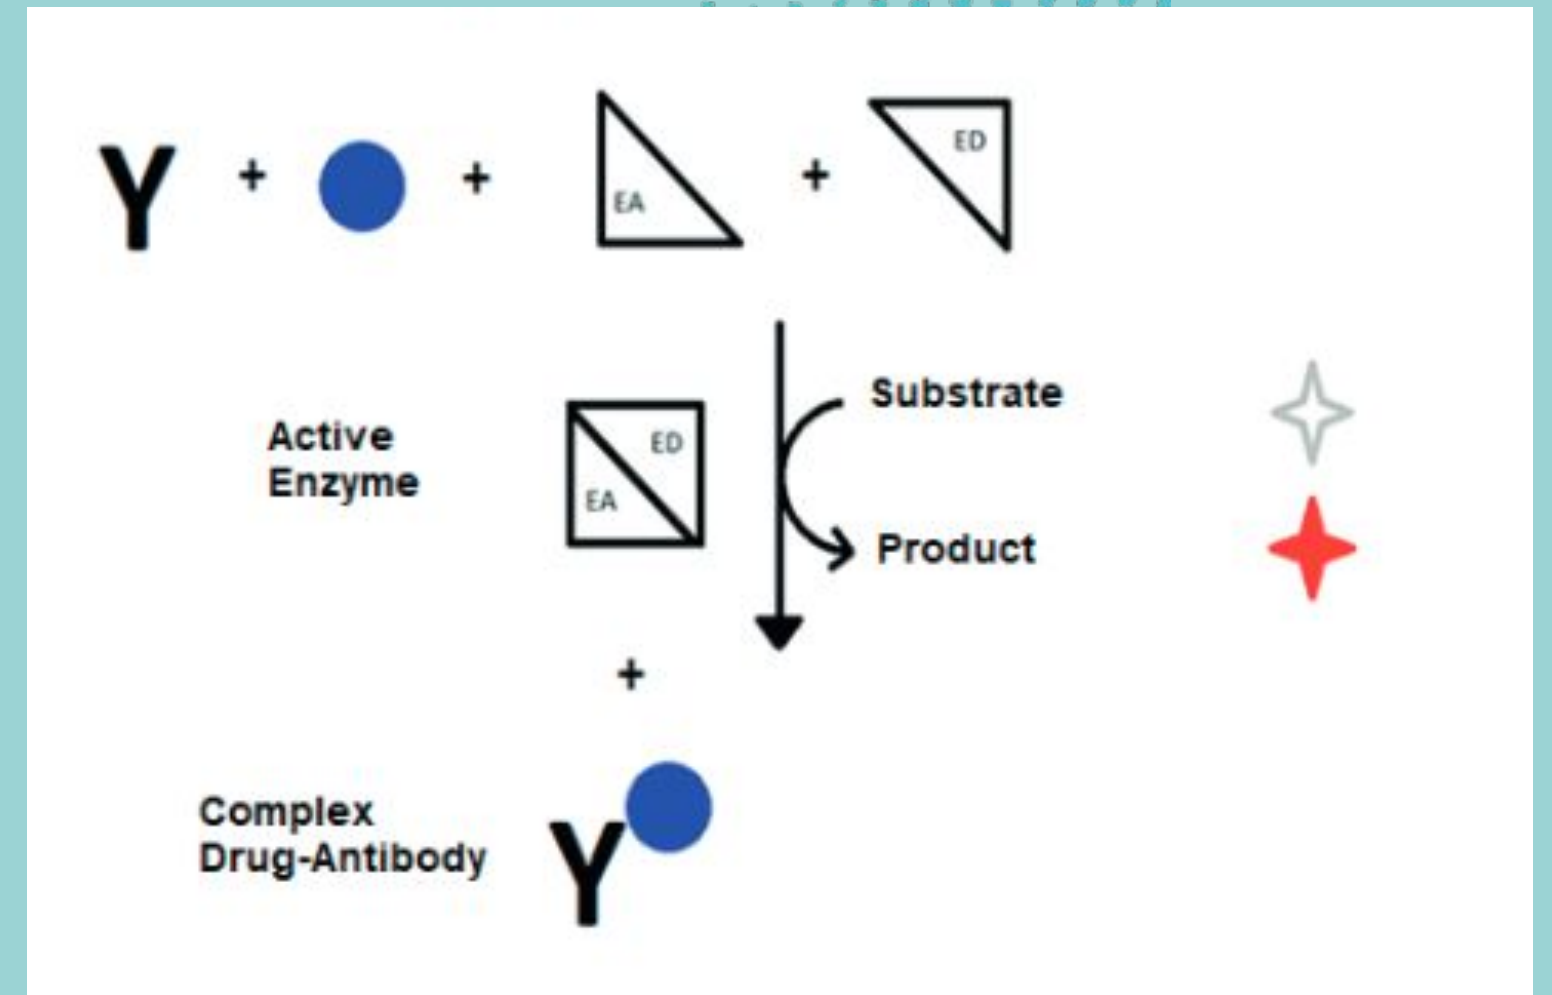 Y + + EA + ED
Substrate
Active
Enzyme
ED
EA
Product
+
Complex
Drug-Antibody
Y